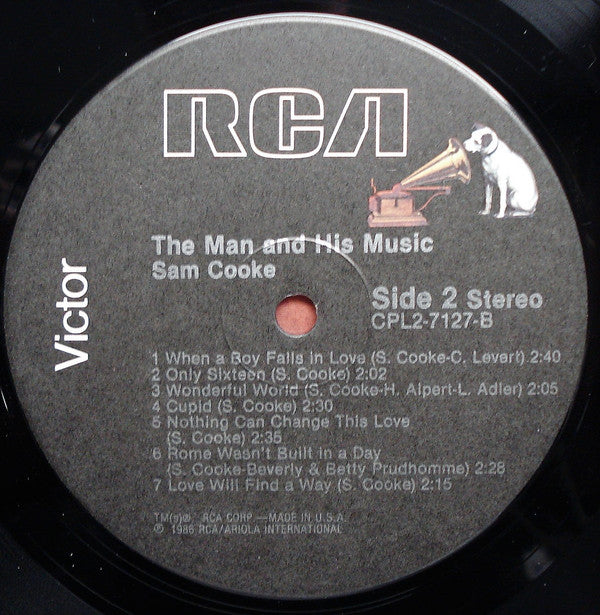 RCA
Victor
The Man and His Music
Sam Cooke
Side 2 Stereo
CPL2-7127-B
1 When a Boy Falls in Love (S. Cooke-C. Levert) 2:40
2 Only Sixteen (S. Cooke) 2:02
3 Wonderful World (S. Cooke-H. Alpert-L. Adler) 2:05
4 Cupid (S. Cooke) 2:30
5 Nothing Can Change This Love
(S. Cooke) 2:35
6 Rome Wasn't Built in a Day
(S. Cooke-Beverly & Betty Prudhomme) 2:28
7 Love Will Find a Way (S. Cooke) 2:15
TM(s)®, RCA CORP.—MADE IN U.S.A.
℗ 1986 RCA/ARIOLA INTERNATIONAL